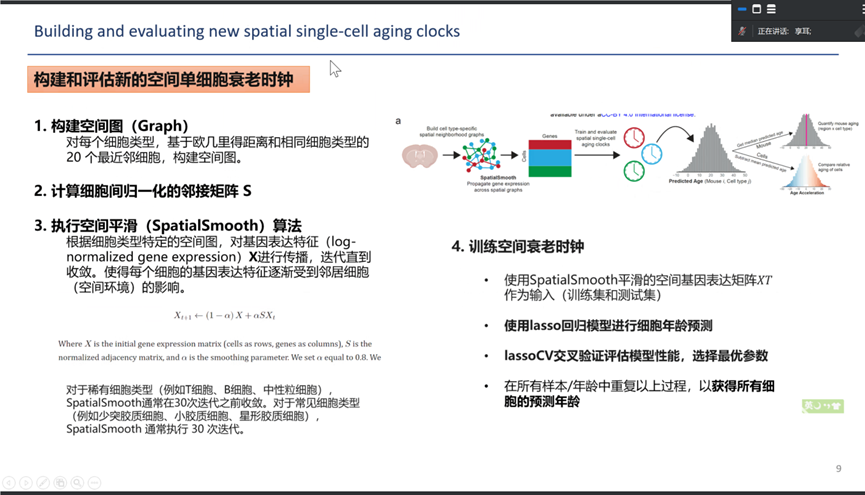 Building and evaluating new spatial single-cell aging clocks
正在讲话: 享耳;
构建和评估新的空间单细胞衰老时钟
1. 构建空间图（Graph）
对每个细胞类型，基于欧几里得距离和相同细胞类型的
20 个最近邻细胞，构建空间图。
2. 计算细胞间归一化的邻接矩阵 S
3. 执行空间平滑（SpatialSmooth）算法
根据细胞类型特定的空间图，对基因表达特征（log-
normalized gene expression）X进行传播，迭代直到
收敛。使得每个细胞的基因表达特征逐渐受到邻居细胞
（空间环境）的影响。
X_{t+1} ← (1 − α) X + αSX_t
Where X is the initial gene expression matrix (cells as rows, genes as columns), S is the
normalized adjacency matrix, and α is the smoothing parameter. We set α equal to 0.8. We
对于稀有细胞类型（例如T细胞、B细胞、中性粒细胞），
SpatialSmooth通常在30次迭代之前收敛。对于常见细胞类型
（例如少突胶质细胞、小胶质细胞、星形胶质细胞），
SpatialSmooth 通常执行 30 次迭代。
available under aCC-BY 4.0 International license.
a
Build cell type-specific
spatial neighborhood graphs
SpatialSmooth
Propagate gene expression
across spatial graphs
Genes
Cells
Train and evaluate
spatial single-cell
aging clocks
-10 0 10 20 30 40 50
Predicted Age (Mouse i, Cell type j)
Get median predicted age
Mouse
Cells
Subtract mean predicted age
Quantify mouse aging
(region x cell type)
Compare relative
aging of cells
Age Acceleration
4. 训练空间衰老时钟
• 使用SpatialSmooth平滑的空间基因表达矩阵XT
作为输入（训练集和测试集）
• 使用lasso回归模型进行细胞年龄预测
• lassoCV交叉验证评估模型性能，选择最优参数
• 在所有样本/年龄中重复以上过程，以获得所有细
胞的预测年龄
英
9